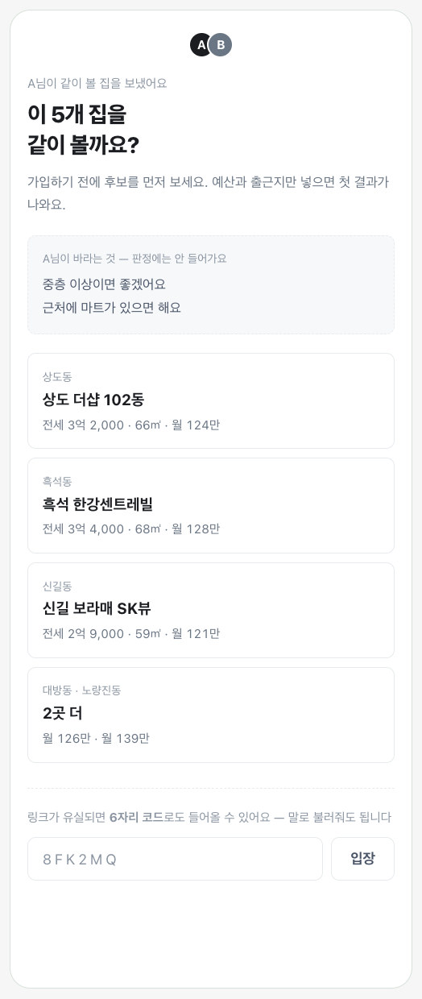 A B
A님이 같이 볼 집을 보냈어요
이 5개 집을
같이 볼까요?
가입하기 전에 후보를 먼저 보세요. 예산과 출근지만 넣으면 첫 결과가
나와요.
A님이 바라는 것 — 판정에는 안 들어가요
중층 이상이면 좋겠어요
근처에 마트가 있으면 해요
상도동
상도 더샵 102동
전세 3억 2,000 · 66㎡ · 월 124만
흑석동
흑석 한강센트레빌
전세 3억 4,000 · 68㎡ · 월 128만
신길동
신길 보라매 SK뷰
전세 2억 9,000 · 59㎡ · 월 121만
대방동 · 노량진동
2곳 더
월 126만 · 월 139만
링크가 유실되면 6자리 코드로도 들어올 수 있어요 — 말로 불러줘도 됩니다
8FK2MQ
입장